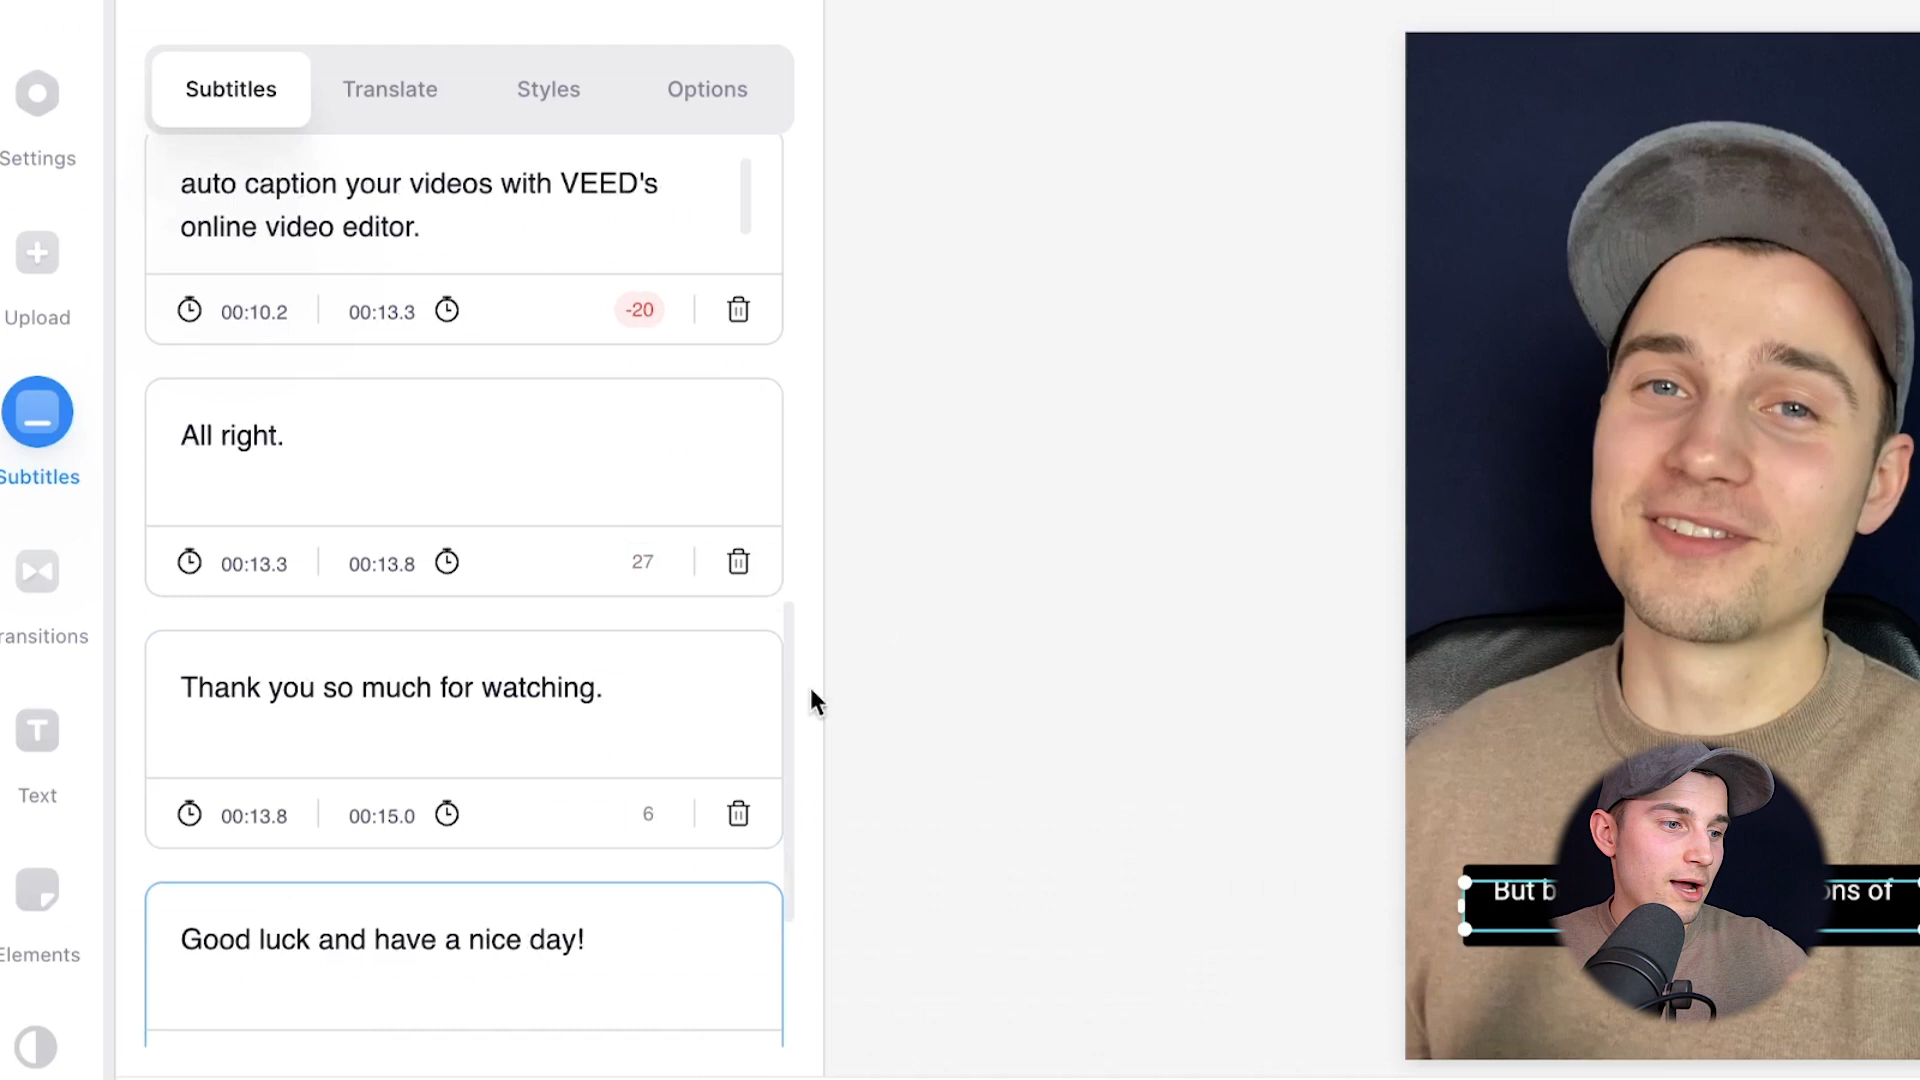 Subtitles Translate Styles Options
Settings
auto caption your videos with VEED's
online video editor.
00:10.2 00:13.3 -20
Upload
All right.
Subtitles
00:13.3 00:13.8 27
ransitions
Thank you so much for watching.
Text
00:13.8 00:15.0 6
But b ons of
Good luck and have a nice day!
Elements